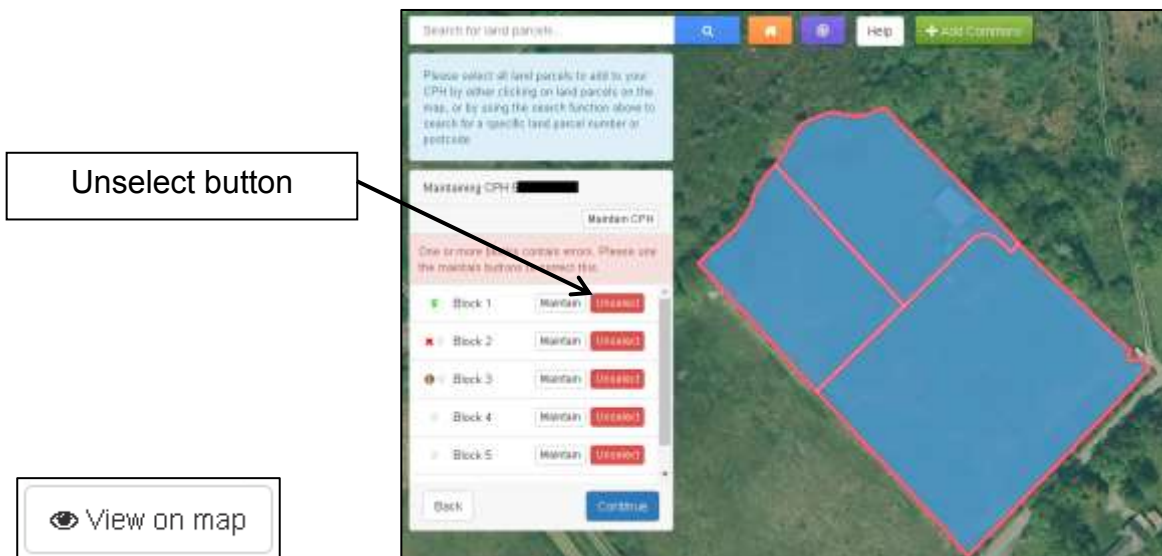 Search for land parcels...
Help
+ Add Common
Please select all land parcels to add to your
CPH by either clicking on land parcels on the
map, or by using the search function above to
search for a specific land parcel number or
postcode
Unselect button
Maintaining CPH
Maintain CPH
One or more blocks contain errors. Please use
the maintain buttons to correct this.
Block 1 Maintain Unselect
Block 2 Maintain Unselect
Block 3 Maintain Unselect
Block 4 Maintain Unselect
Block 5 Maintain Unselect
Back Continue
View on map